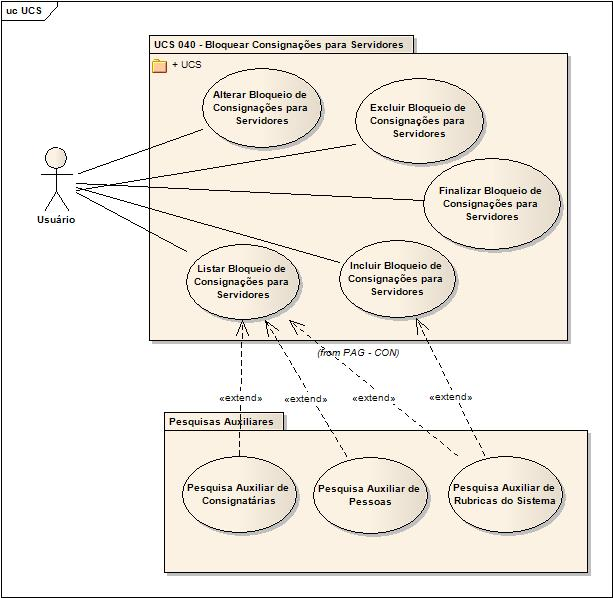 uc UCS
UCS 040 - Bloquear Consignações para Servidores
+ UCS
Alterar Bloqueio de
Consignações para
Servidores
Excluir Bloqueio de
Consignações para
Servidores
Finalizar Bloqueio de
Consignações para
Servidores
Usuário
Listar Bloqueio de
Consignações para
Servidores
Incluir Bloqueio de
Consignações para
Servidores
(from PAG - CON)
«extend»
«extend»
«extend»
«extend»
Pesquisas Auxiliares
Pesquisa Auxiliar de
Consignatárias
Pesquisa Auxiliar de
Pessoas
Pesquisa Auxiliar de
Rubricas do Sistema